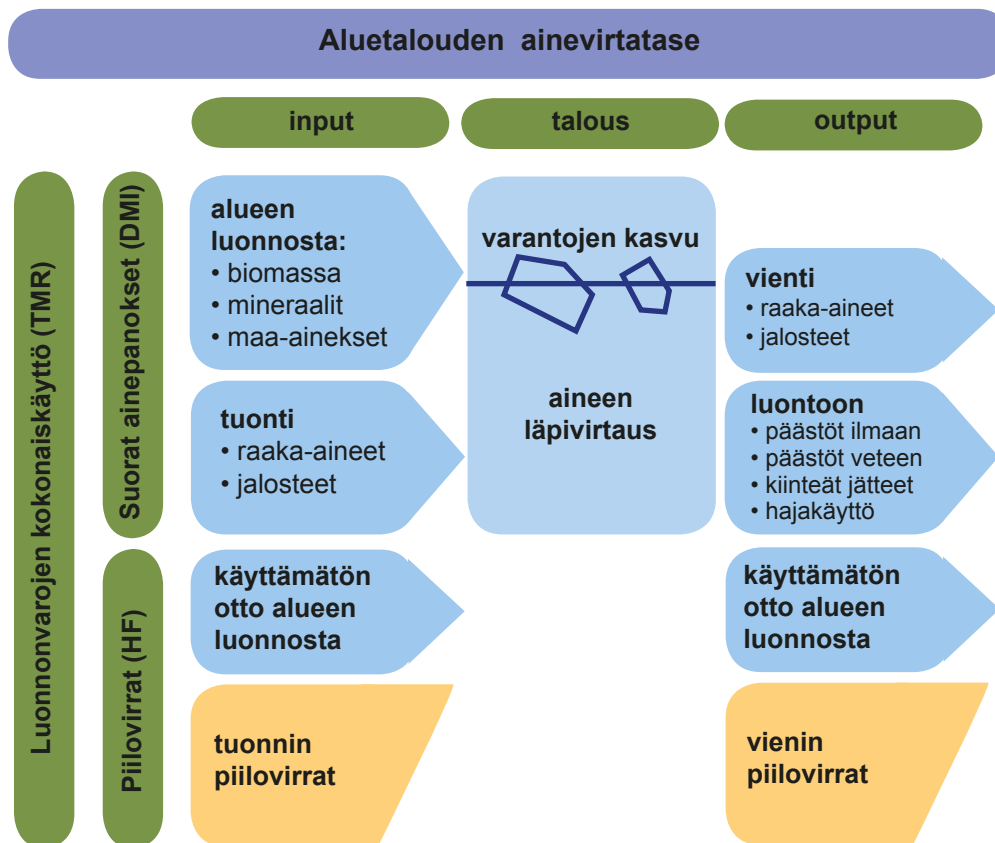 Aluetalouden ainevirtatase
input
talous
output
Luonnonvarojen kokonaiskäyttö (TMR)
Suorat ainepanokset (DMI)
Piilovirrat (HF)
alueen
luonnosta:
• biomassa
• mineraalit
• maa-ainekset
tuonti
• raaka-aineet
• jalosteet
käyttämätön
otto alueen
luonnosta
tuonnin
piilovirrat
varantojen kasvu
aineen
läpivirtaus
vienti
• raaka-aineet
• jalosteet
luontoon
• päästöt ilmaan
• päästöt veteen
• kiinteät jätteet
• hajakäyttö
käyttämätön
otto alueen
luonnosta
vienin
piilovirrat